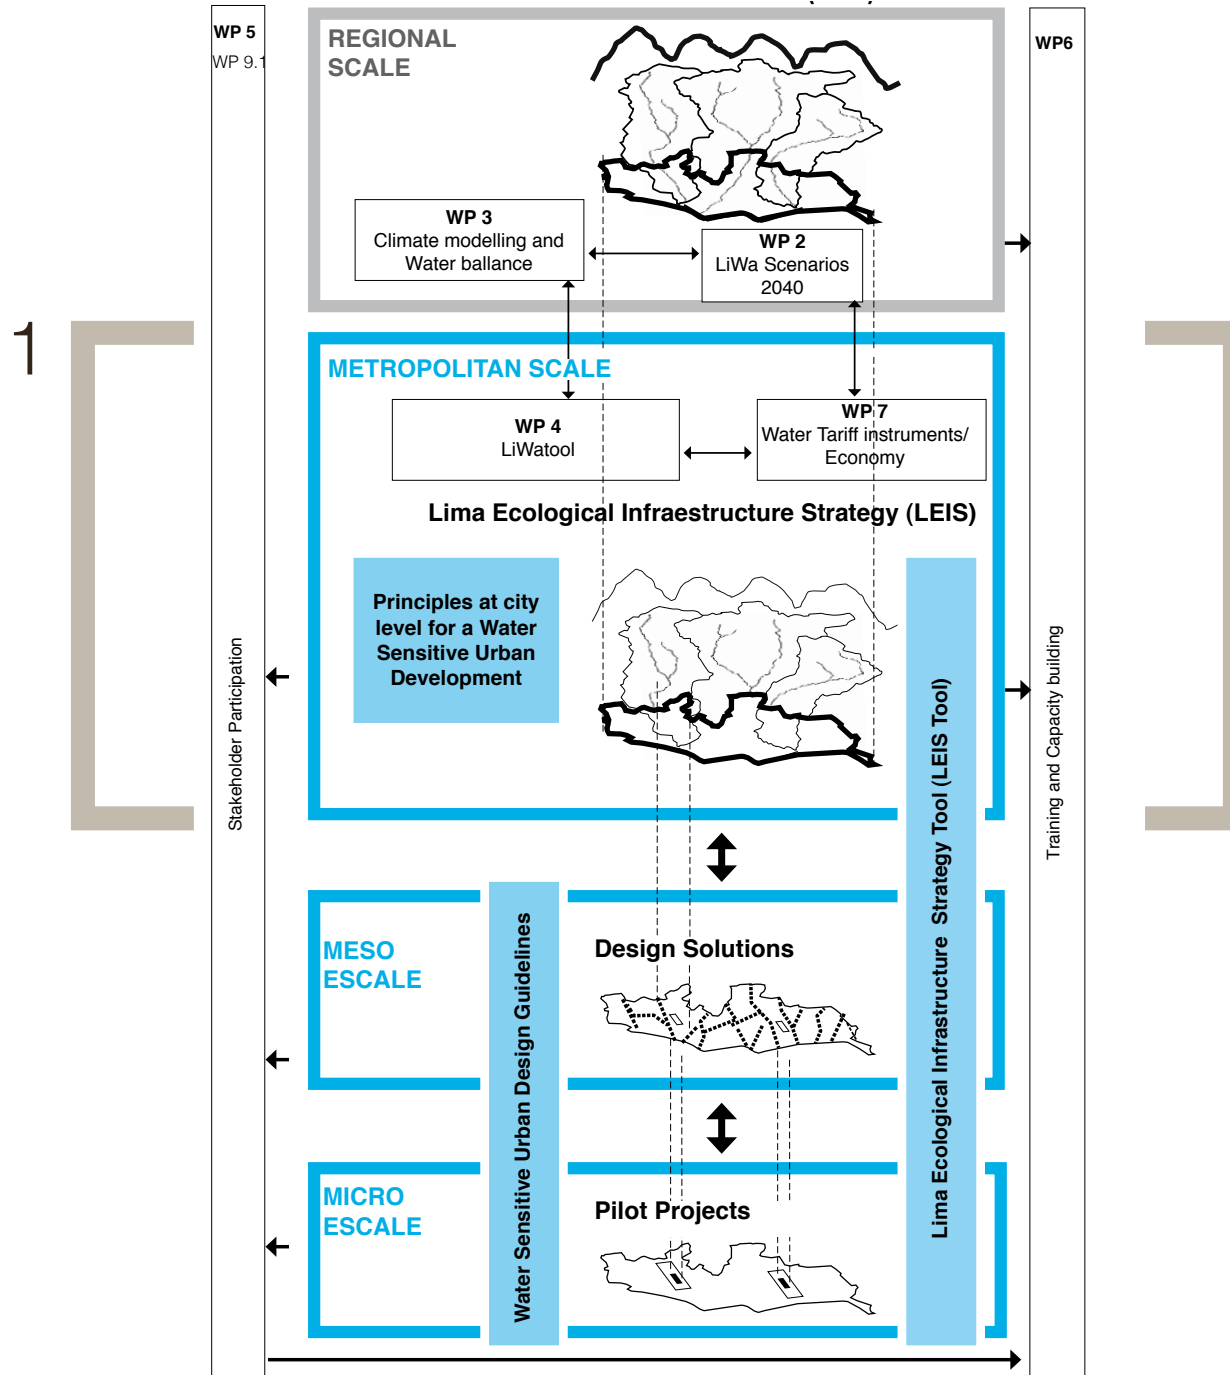 WP 5
WP 9.1
WP6
REGIONAL
SCALE
WP 3
Climate modelling and
Water ballance
WP 2
LiWa Scenarios
2040
1
METROPOLITAN SCALE
WP 4
LiWatool
WP 7
Water Tariff instruments/
Economy
Lima Ecological Infraestructure Strategy (LEIS)
Principles at city
level for a Water
Sensitive Urban
Development
Stakeholder Participation
Training and Capacity building
Lima Ecological Infrastructure Strategy Tool (LEIS Tool)
MESO
ESCALE
Water Sensitive Urban Design Guidelines
Design Solutions
MICRO
ESCALE
Pilot Projects